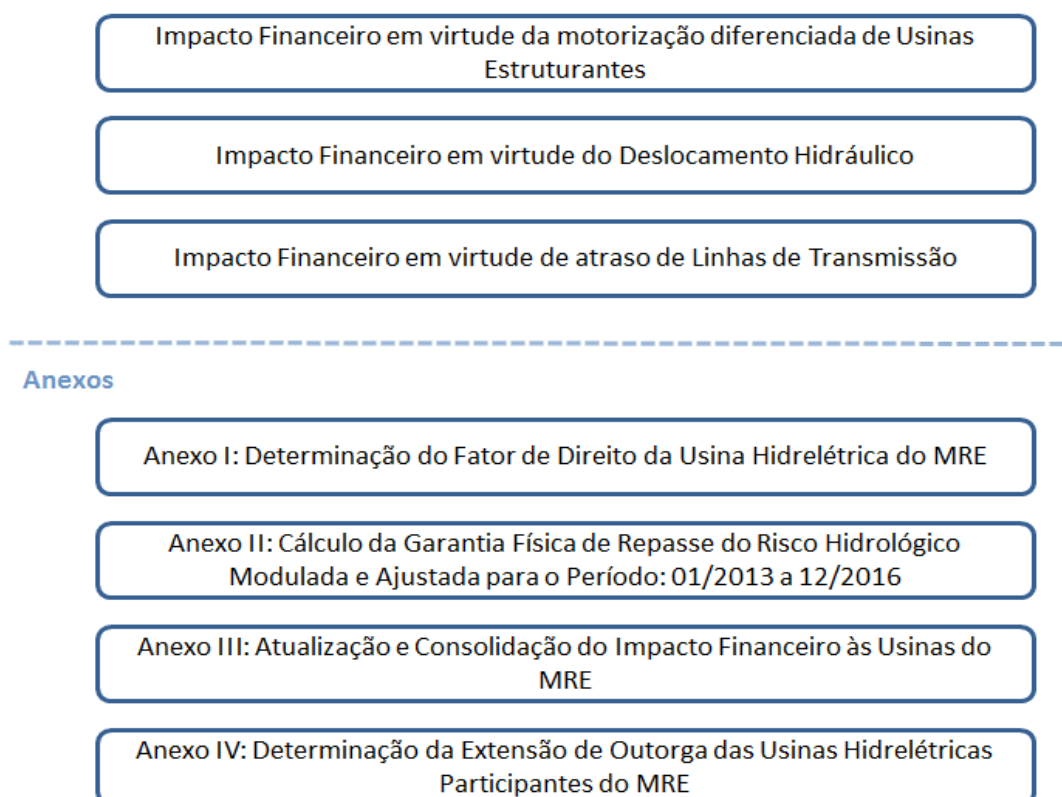 Impacto Financeiro em virtude da motorização diferenciada de Usinas
Estruturantes
Impacto Financeiro em virtude do Deslocamento Hidráulico
Impacto Financeiro em virtude de atraso de Linhas de Transmissão
Anexos
Anexo I: Determinação do Fator de Direito da Usina Hidrelétrica do MRE
Anexo II: Cálculo da Garantia Física de Repasse do Risco Hidrológico
Modulada e Ajustada para o Período: 01/2013 a 12/2016
Anexo III: Atualização e Consolidação do Impacto Financeiro às Usinas do
MRE
Anexo IV: Determinação da Extensão de Outorga das Usinas Hidrelétricas
Participantes do MRE